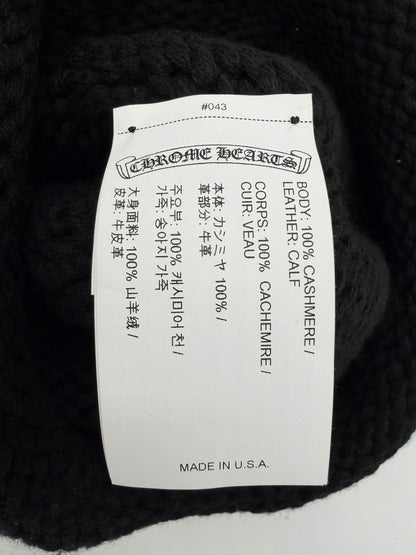 #043
CHROME HEARTS
BODY: 100% CASHMERE /
LEATHER: CALF
CORPS: 100% CACHEMIRE /
CUIR: VEAU
本体: カシミヤ 100% /
革部分: 牛革
주요부: 100% 캐시미어 천 /
가죽: 송아지 가죽
大身面料: 100% 山羊绒 /
皮革: 牛皮革
MADE IN U.S.A.